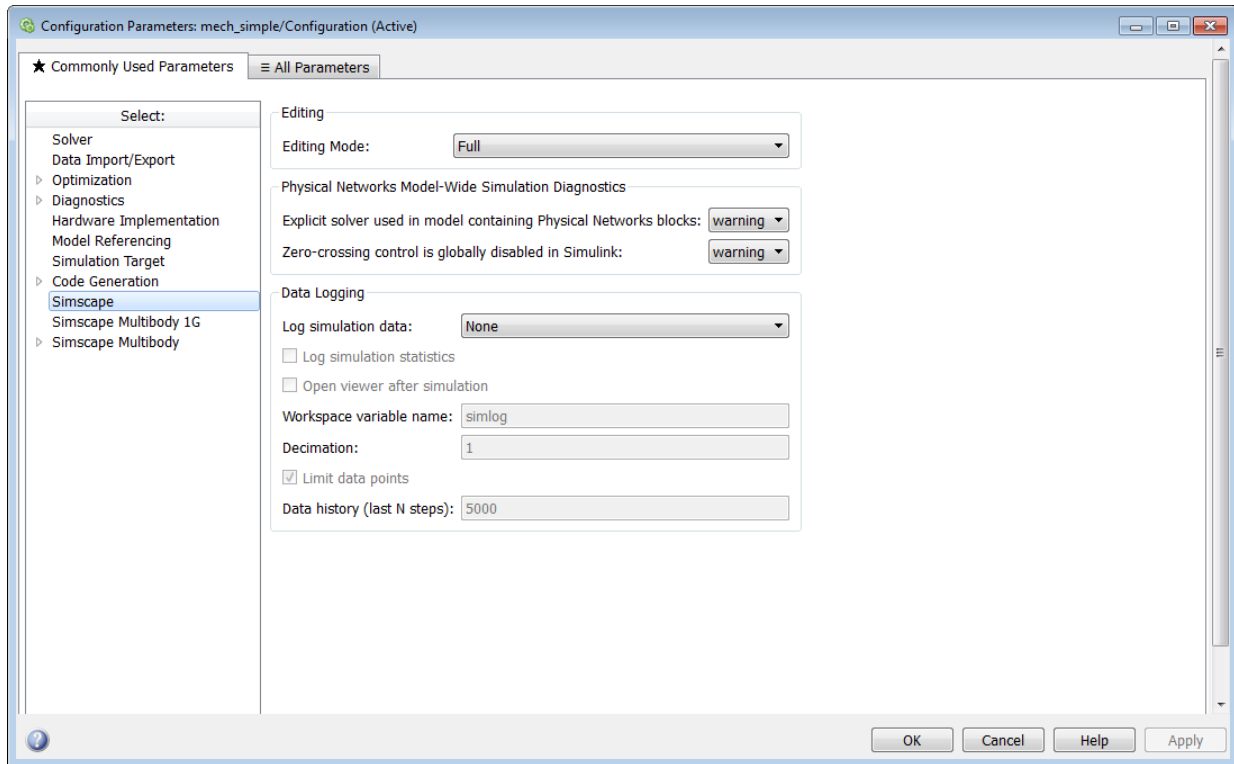 Configuration Parameters: mech_simple/Configuration (Active)
★ Commonly Used Parameters
≡ All Parameters
Select:
Solver
Data Import/Export
Optimization
Diagnostics
Hardware Implementation
Model Referencing
Simulation Target
Code Generation
Simscape
Simscape Multibody 1G
Simscape Multibody
Editing
Editing Mode: Full
Physical Networks Model-Wide Simulation Diagnostics
Explicit solver used in model containing Physical Networks blocks: warning
Zero-crossing control is globally disabled in Simulink: warning
Data Logging
Log simulation data: None
Log simulation statistics
Open viewer after simulation
Workspace variable name: simlog
Decimation: 1
Limit data points
Data history (last N steps): 5000
OK Cancel Help Apply